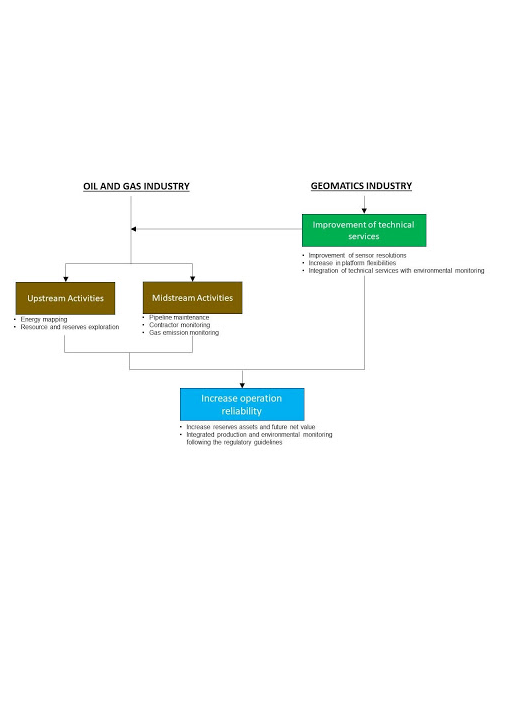 OIL AND GAS INDUSTRY
GEOMATICS INDUSTRY
Improvement of technical
services
• Improvement of sensor resolutions
• Increase in platform flexibilities
• Integration of technical services with environmental monitoring
Upstream Activities
• Energy mapping
• Resource and reserves exploration
Midstream Activities
• Pipeline maintenance
• Contractor monitoring
• Gas emission monitoring
Increase operation
reliability
• Increase reserves assets and future net value
• Integrated production and environmental monitoring
following the regulatory guidelines